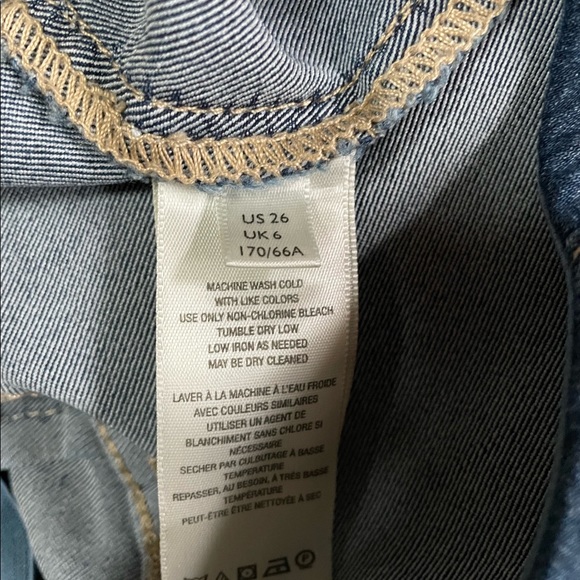 US 26
UK 6
170/66A
MACHINE WASH COLD
WITH LIKE COLORS
USE ONLY NON-CHLORINE BLEACH
TUMBLE DRY LOW
LOW IRON AS NEEDED
MAY BE DRY CLEANED
LAVER À LA MACHINE À L'EAU FROIDE
AVEC COULEURS SIMILAIRES
UTILISER UN AGENT DE
BLANCHIMENT SANS CHLORE SI
NÉCESSAIRE
SECHER PAR CULBUTAGE À BASSE
TEMPÉRATURE
REPASSER, AU BESOIN, À TRÈS BASSE
TEMPÉRATURE
PEUT-ÊTRE ÊTRE NETTOYÉE À SEC
P